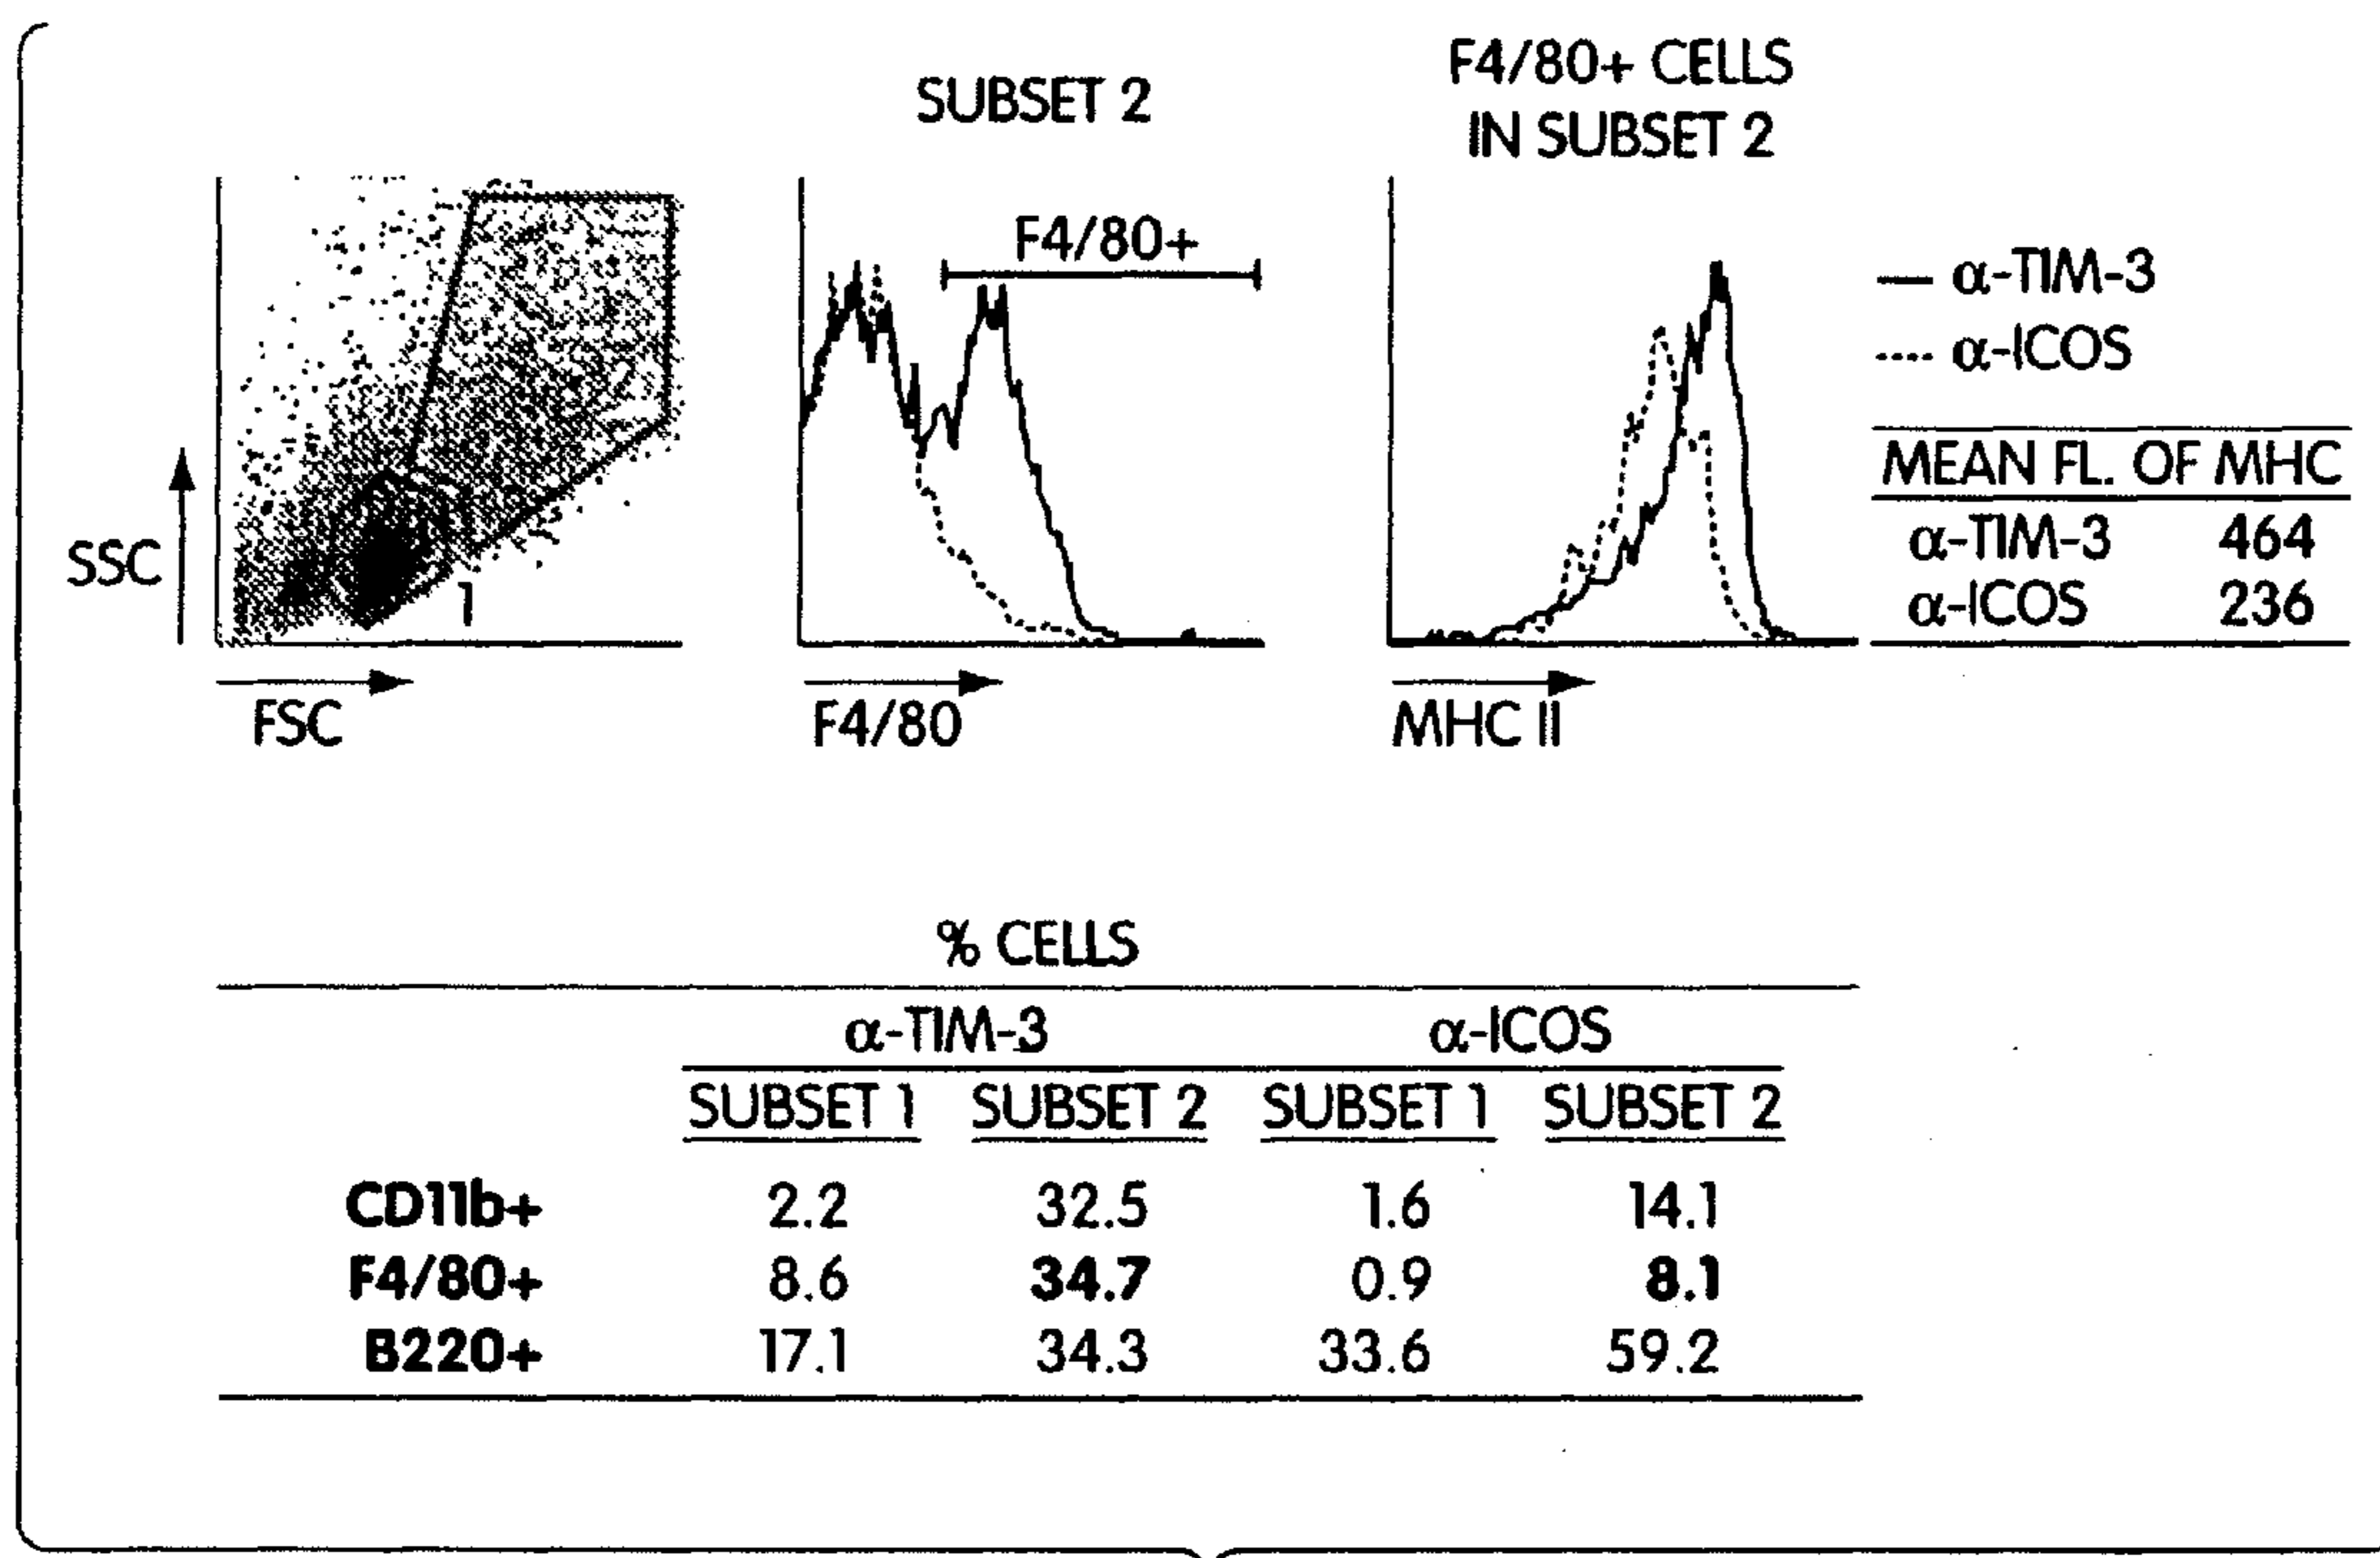 SUBSET 2
F4/80+ CELLS
IN SUBSET 2
F4/80+
SSC
1
FSC
F4/80
MHC II
α-TIM-3
α-ICOS
MEAN FL. OF MHC
α-TIM-3 464
α-ICOS 236
% CELLS
α-TIM-3 α-ICOS
SUBSET 1 SUBSET 2 SUBSET 1 SUBSET 2
CD11b+ 2.2 32.5 1.6 14.1
F4/80+ 8.6 34.7 0.9 8.1
B220+ 17.1 34.3 33.6 59.2